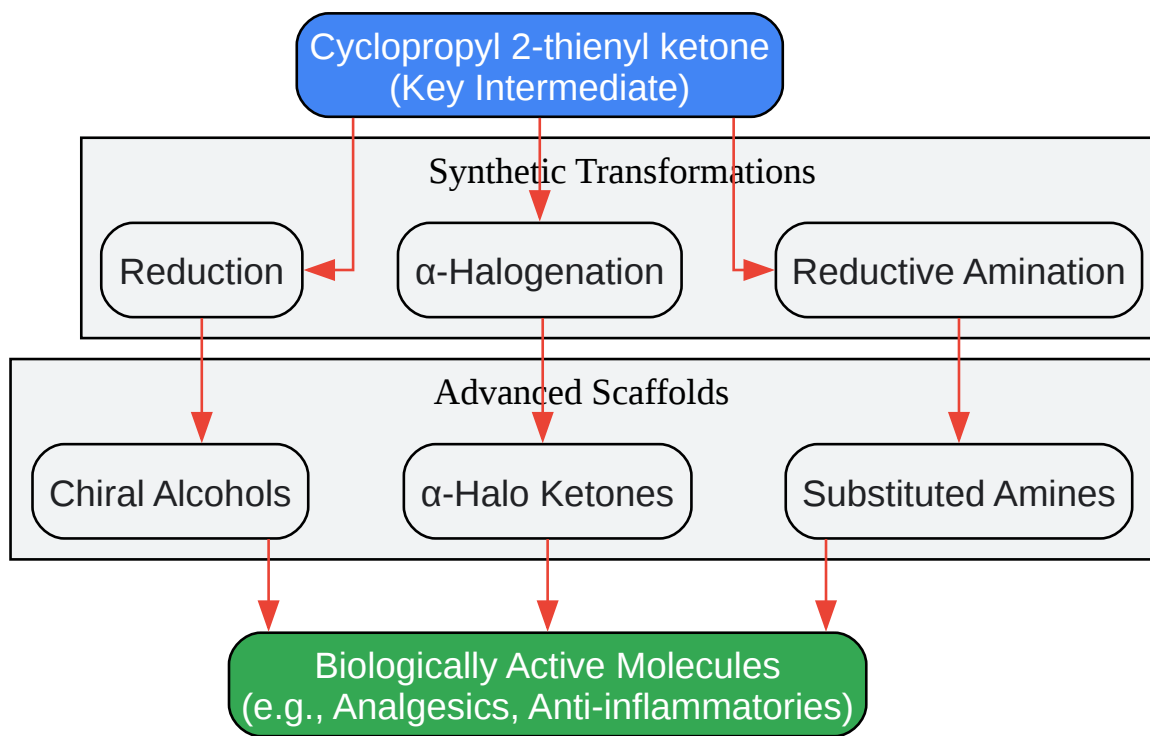 Cyclopropyl 2-thienyl ketone
(Key Intermediate)
Synthetic Transformations
Reduction
α-Halogenation
Reductive Amination
Advanced Scaffolds
Chiral Alcohols
α-Halo Ketones
Substituted Amines
Biologically Active Molecules
(e.g., Analgesics, Anti-inflammatories)